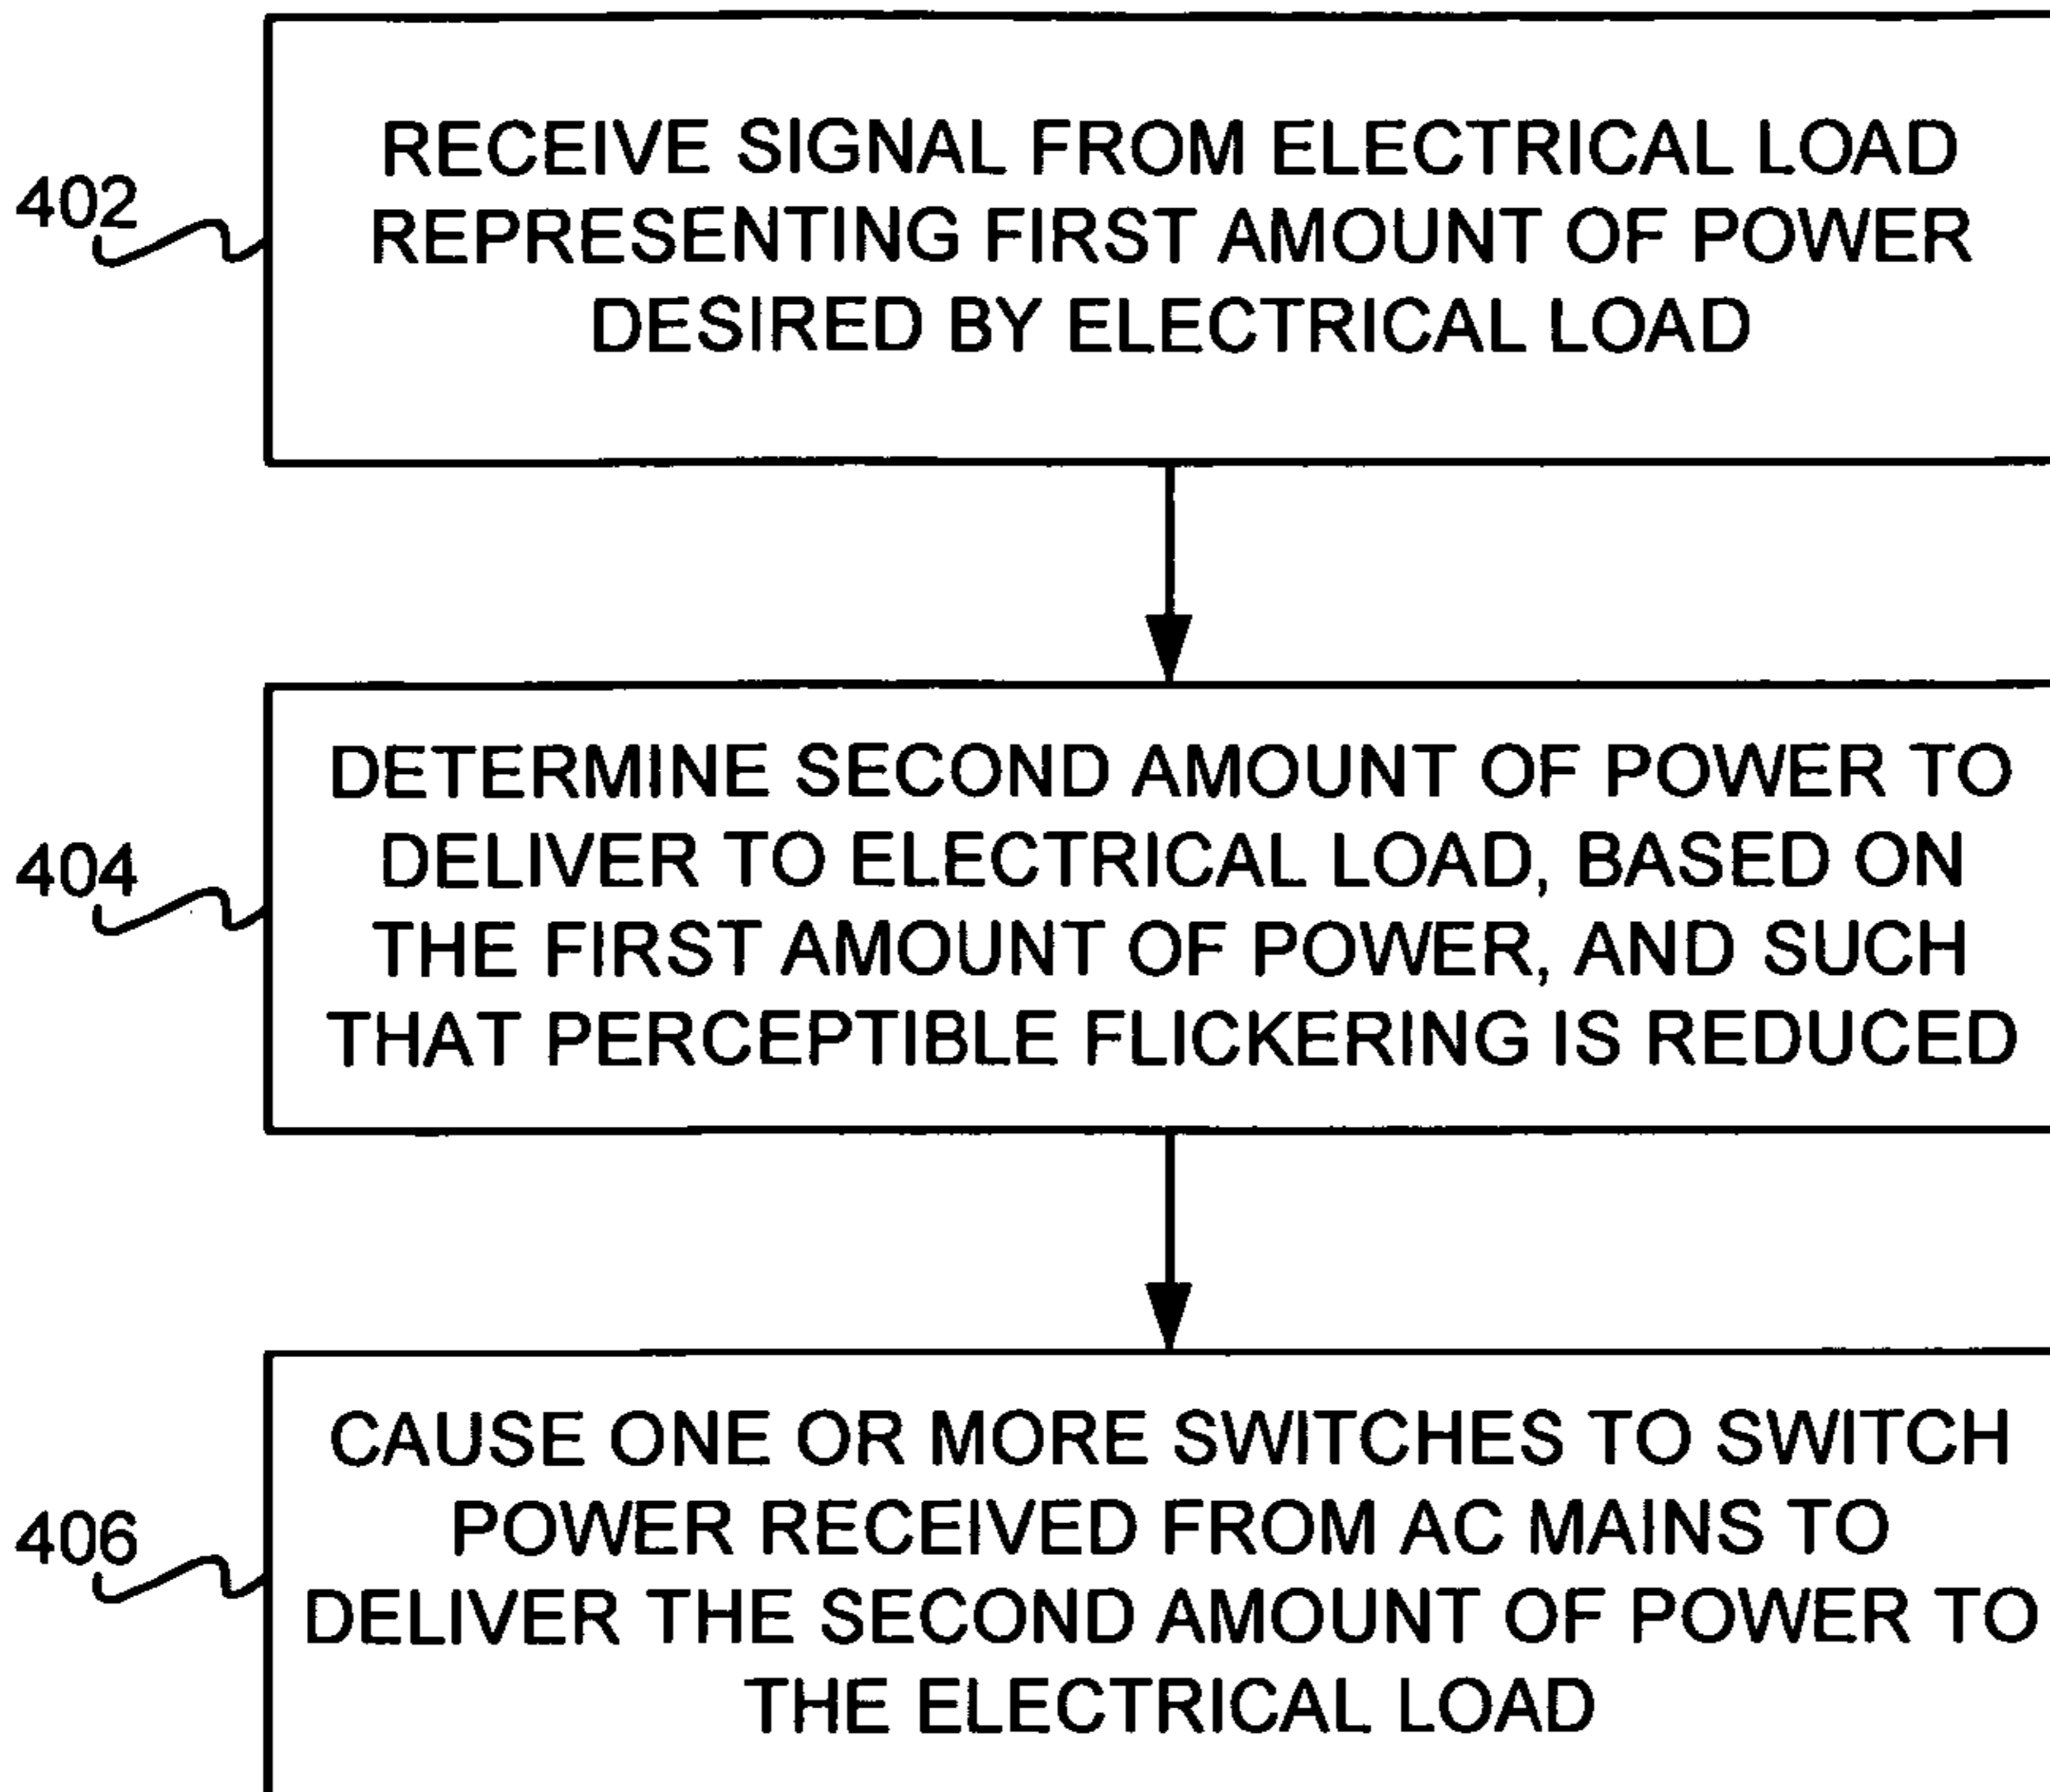 402
RECEIVE SIGNAL FROM ELECTRICAL LOAD
REPRESENTING FIRST AMOUNT OF POWER
DESIRED BY ELECTRICAL LOAD
404
DETERMINE SECOND AMOUNT OF POWER TO
DELIVER TO ELECTRICAL LOAD, BASED ON
THE FIRST AMOUNT OF POWER, AND SUCH
THAT PERCEPTIBLE FLICKERING IS REDUCED
406
CAUSE ONE OR MORE SWITCHES TO SWITCH
POWER RECEIVED FROM AC MAINS TO
DELIVER THE SECOND AMOUNT OF POWER TO
THE ELECTRICAL LOAD